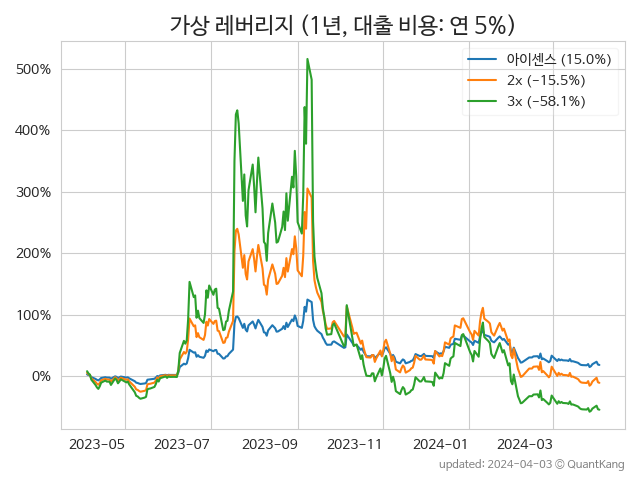 가상 레버리지 (1년, 대출 비용: 연 5%)
아이센스 (15.0%)
2x (−15.5%)
3x (−58.1%)
500%
400%
300%
200%
100%
0%
2023-05 2023-07 2023-09 2023-11 2024-01 2024-03
updated: 2024-04-03 © QuantKang